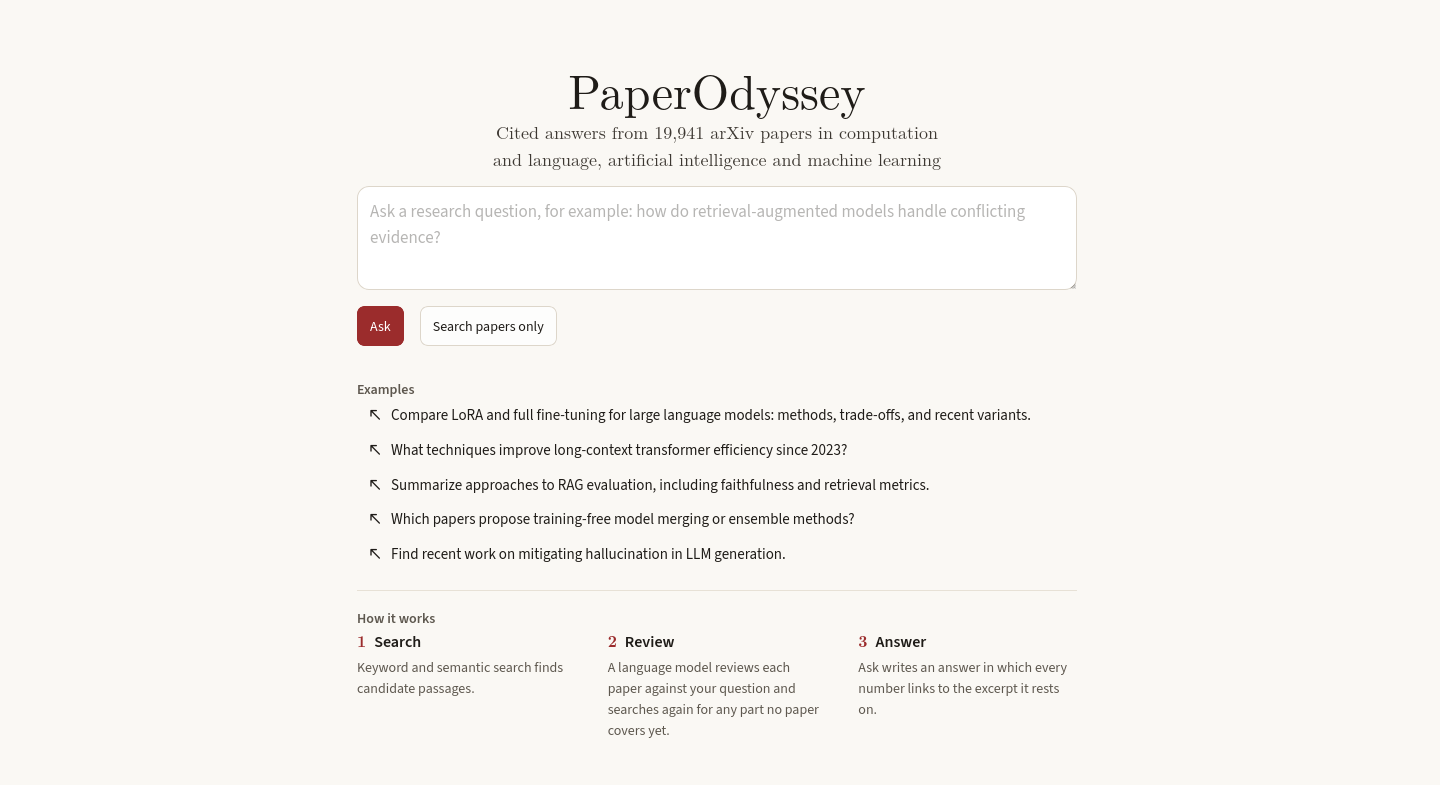 PaperOdyssey
Cited answers from 19,941 arXiv papers in computation
and language, artificial intelligence and machine learning
Ask a research question, for example: how do retrieval-augmented models handle conflicting
evidence?
Ask
Search papers only
Examples
Compare LoRA and full fine-tuning for large language models: methods, trade-offs, and recent variants.
What techniques improve long-context transformer efficiency since 2023?
Summarize approaches to RAG evaluation, including faithfulness and retrieval metrics.
Which papers propose training-free model merging or ensemble methods?
Find recent work on mitigating hallucination in LLM generation.
How it works
1 Search
Keyword and semantic search finds
candidate passages.
2 Review
A language model reviews each
paper against your question and
searches again for any part no paper
covers yet.
3 Answer
Ask writes an answer in which every
number links to the excerpt it rests
on.